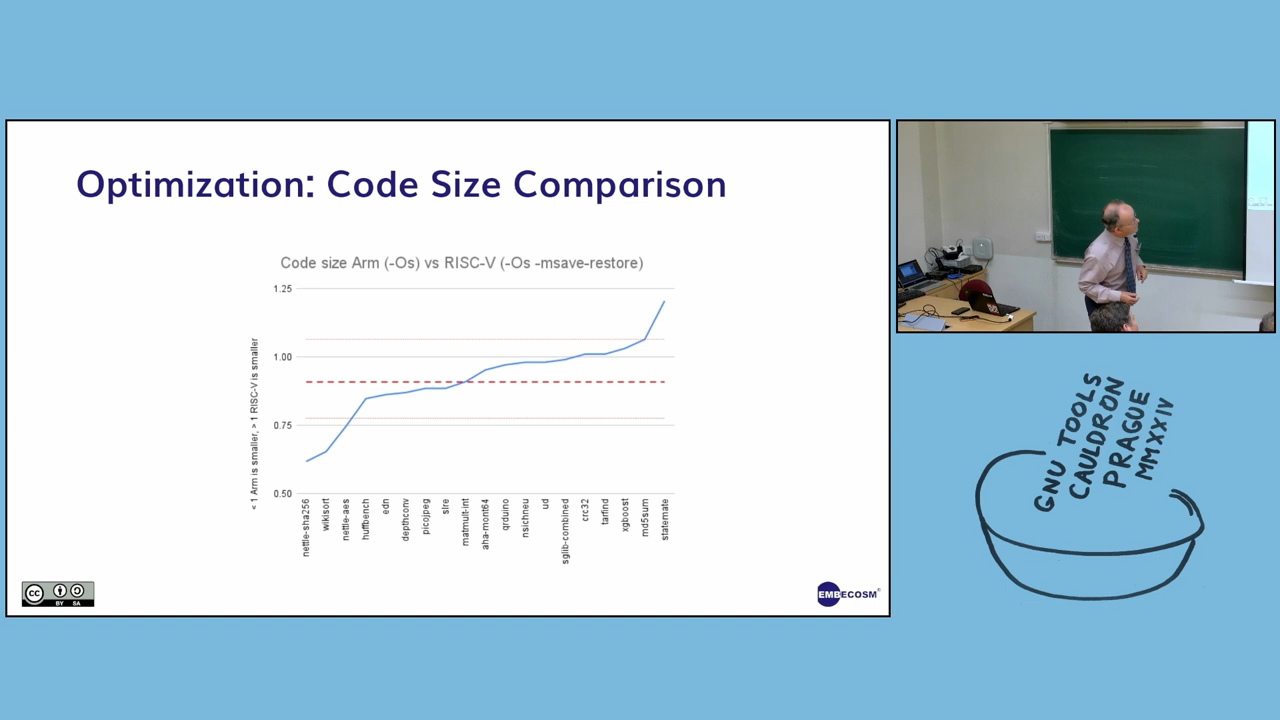 Optimization: Code Size Comparison
Code size Arm (-Os) vs RISC-V (-Os -msave-restore)
< 1 Arm is smaller, > 1 RISC-V is smaller
1.25
1.00
0.75
0.50
nettle-sha256
wikisort
nettle-aes
huffbench
edn
depthconv
picojpeg
slre
matmult-int
aha-mont64
qrduino
nsichneu
ud
sglib-combined
crc32
tarfind
xgboost
md5sum
statemate
cc
BY SA
EMBECOSM
GNU TOOLS
CAULDRON
PRAGUE
MMXXIV